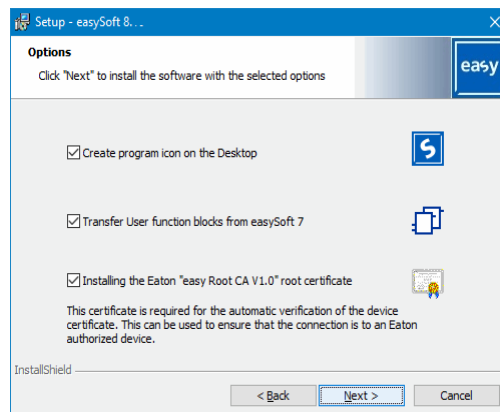 Setup - easySoft 8. . .
Options
Click "Next" to install the software with the selected options
easy
Create program icon on the Desktop
S
Transfer User function blocks from easySoft 7
Installing the Eaton "easy Root CA V1.0" root certificate
This certificate is required for the automatic verification of the device
certificate. This can be used to ensure that the connection is to an Eaton
authorized device.
InstallShield
< Back
Next >
Cancel